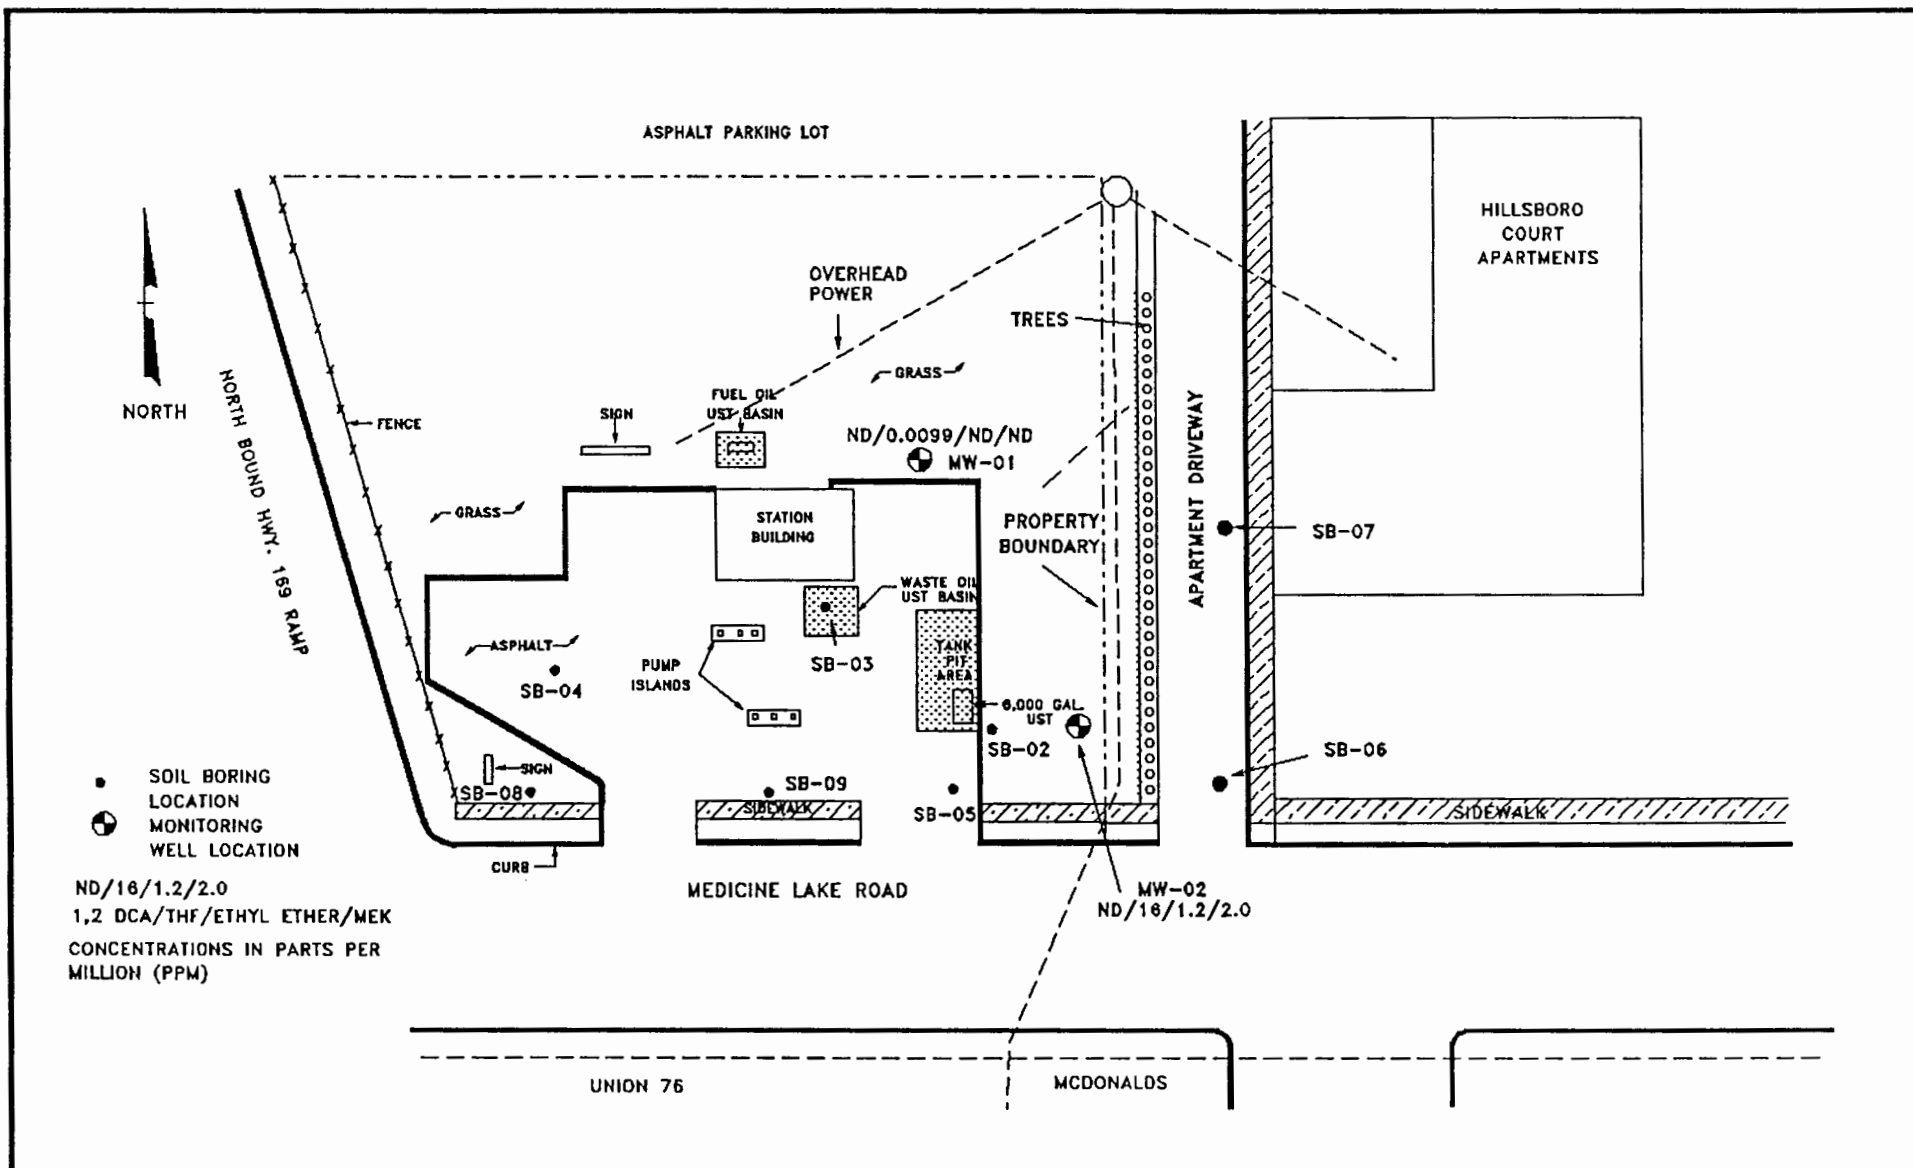 ASPHALT PARKING LOT
HILLSBORO
COURT
APARTMENTS
OVERHEAD
POWER
TREES
GRASS
NORTH
NORTH BOUND HWY. 169 RAMP
FENCE
SIGN
FUEL OIL
UST BASIN
ND/0.0099/ND/ND
MW-01
GRASS
STATION
BUILDING
PROPERTY
BOUNDARY
APARTMENT DRIVEWAY
SB-07
WASTE OIL
UST BASIN
ASPHALT
SB-04
PUMP
ISLANDS
SB-03
TANK
PIT
AREA
6,000 GAL.
UST
SB-02
SB-06
SIGN
SB-08
SB-09
SIDEWALK
SB-05
SIDEWALK
SOIL BORING
LOCATION
MONITORING
WELL LOCATION
CURB
MEDICINE LAKE ROAD
MW-02
ND/16/1.2/2.0
ND/16/1.2/2.0
1,2 DCA/THF/ETHYL ETHER/MEK
CONCENTRATIONS IN PARTS PER
MILLION (PPM)
UNION 76
MCDONALDS